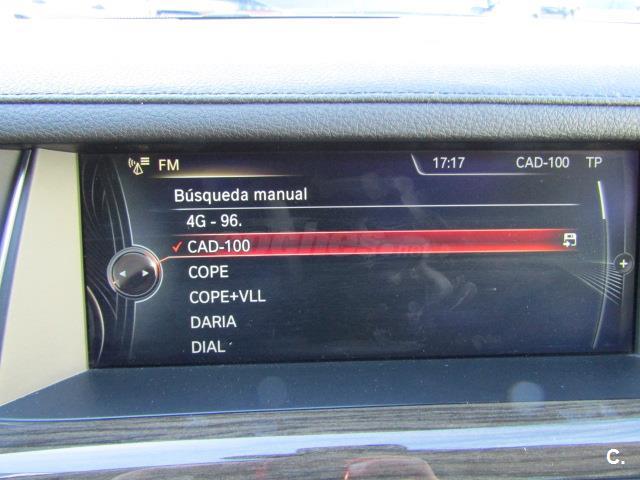 FM
17:17 CAD-100 TP
Búsqueda manual
4G - 96.
✓ CAD-100
COPE
COPE+VLL
DARIA
DIAL
C.